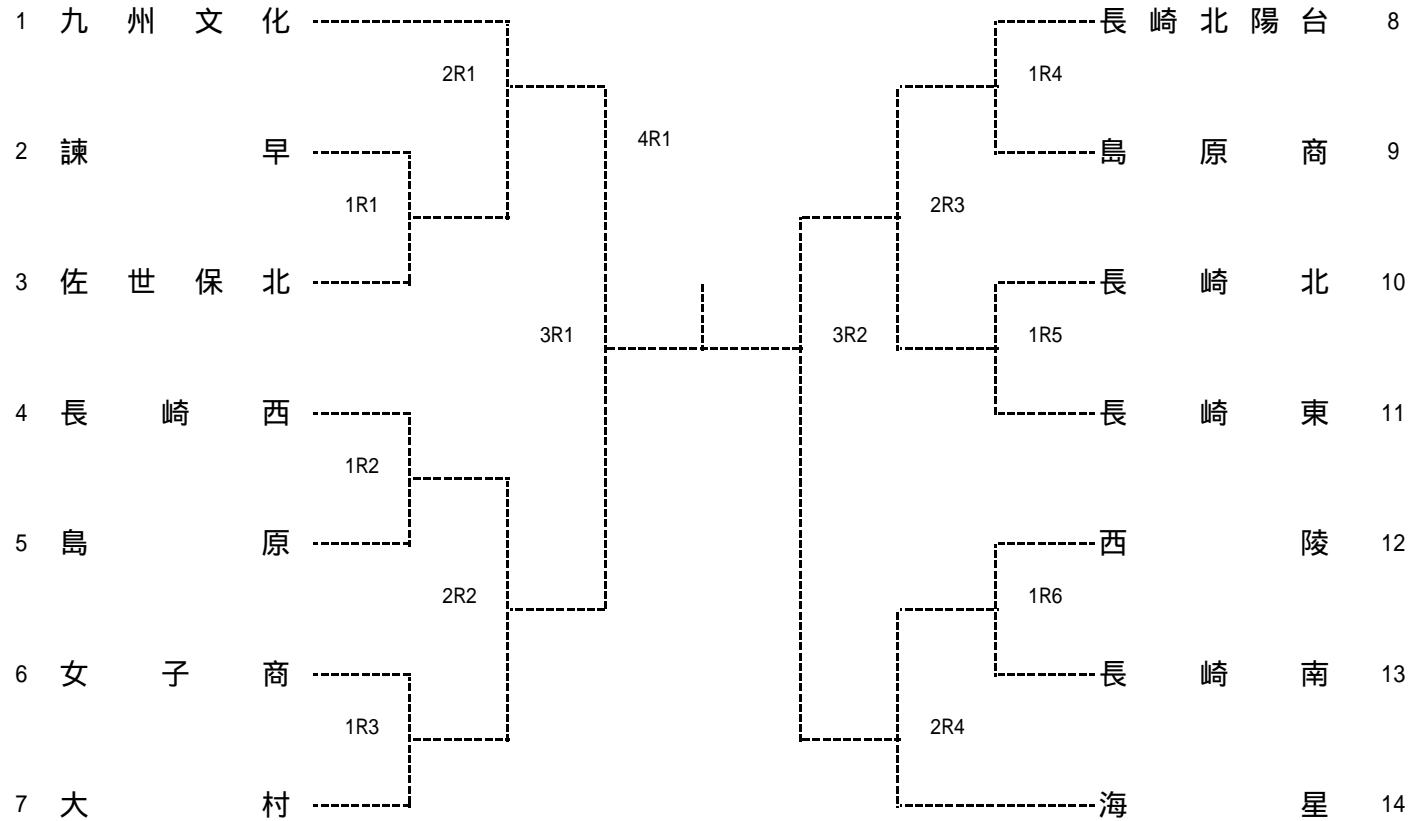 1 九州文化
2R1
2 諫早
1R1
3 佐世保北
3R1
4 長崎西
1R2
5 島原
2R2
6 女子商
1R3
7 大村
4R1
長崎北陽台 8
1R4
島原商 9
2R3
長崎北 10
3R2
1R5
長崎東 11
西陵 12
1R6
長崎南 13
2R4
海星 14